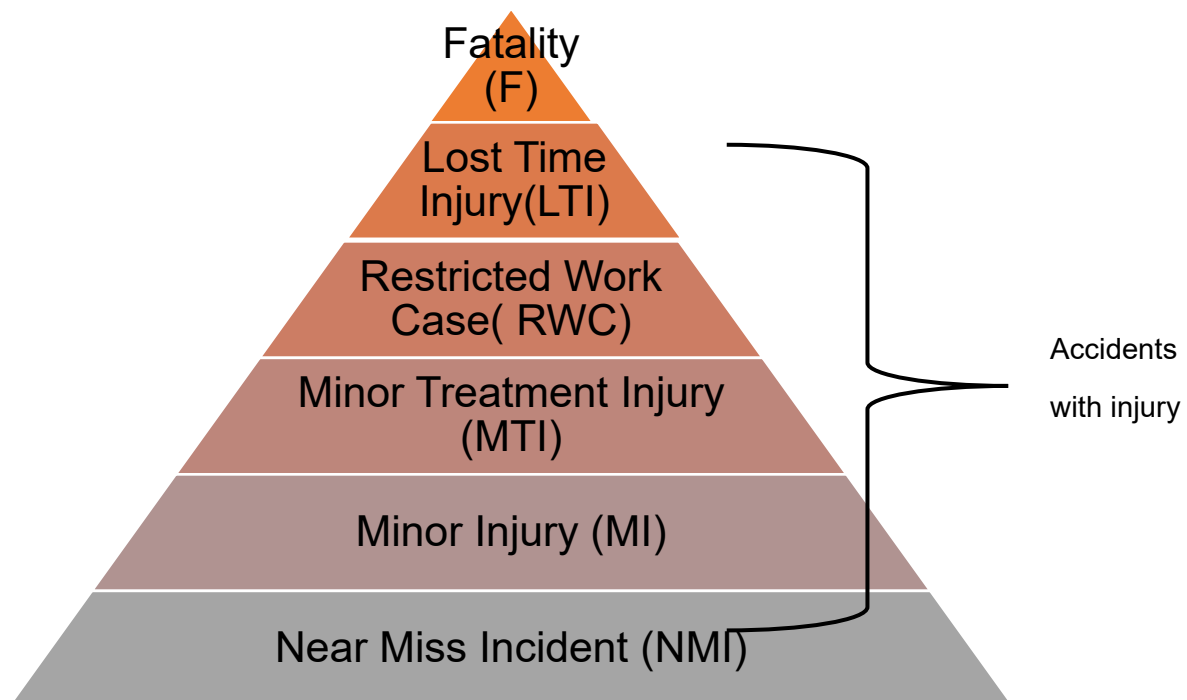 Fatality
(F)
Lost Time
Injury(LTI)
Restricted Work
Case( RWC)
Minor Treatment Injury
(MTI)
Minor Injury (MI)
Near Miss Incident (NMI)
Accidents
with injury